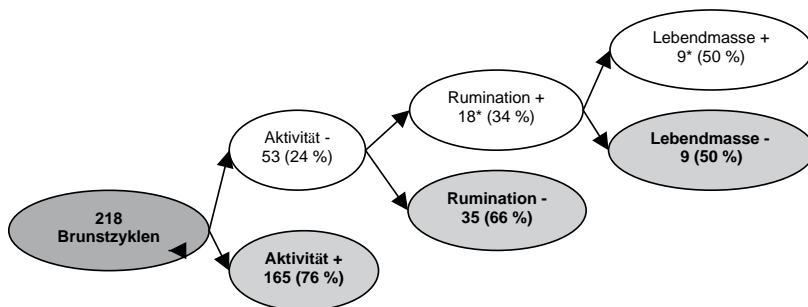 Lebendmasse +
9* (50 %)
Rumination +
18* (34 %)
Aktivität -
53 (24 %)
Lebendmasse -
9 (50 %)
Rumination -
35 (66 %)
218
Brunstzyklen
Aktivität +
165 (76 %)